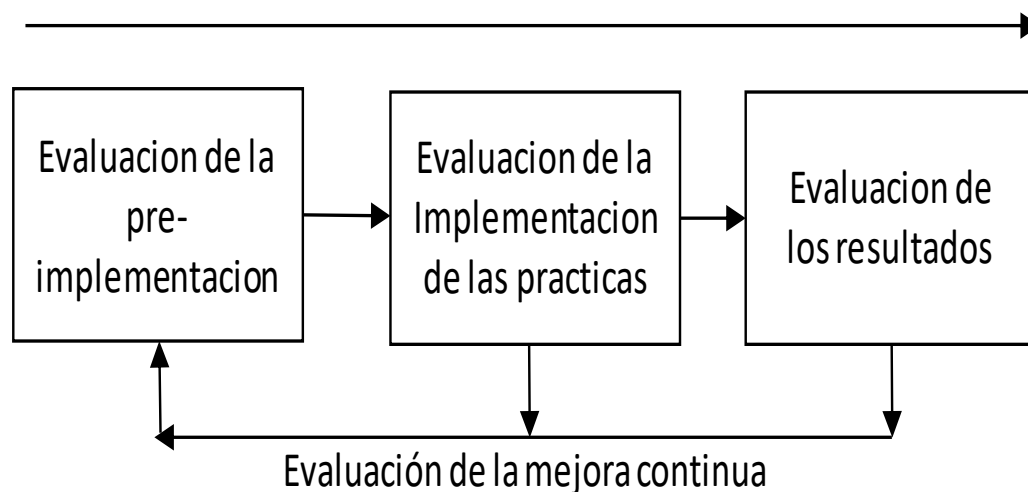 Evaluacion de la
pre-
implementacion
Evaluacion de la
Implementacion
de las practicas
Evaluacion de
los resultados
Evaluación de la mejora continua